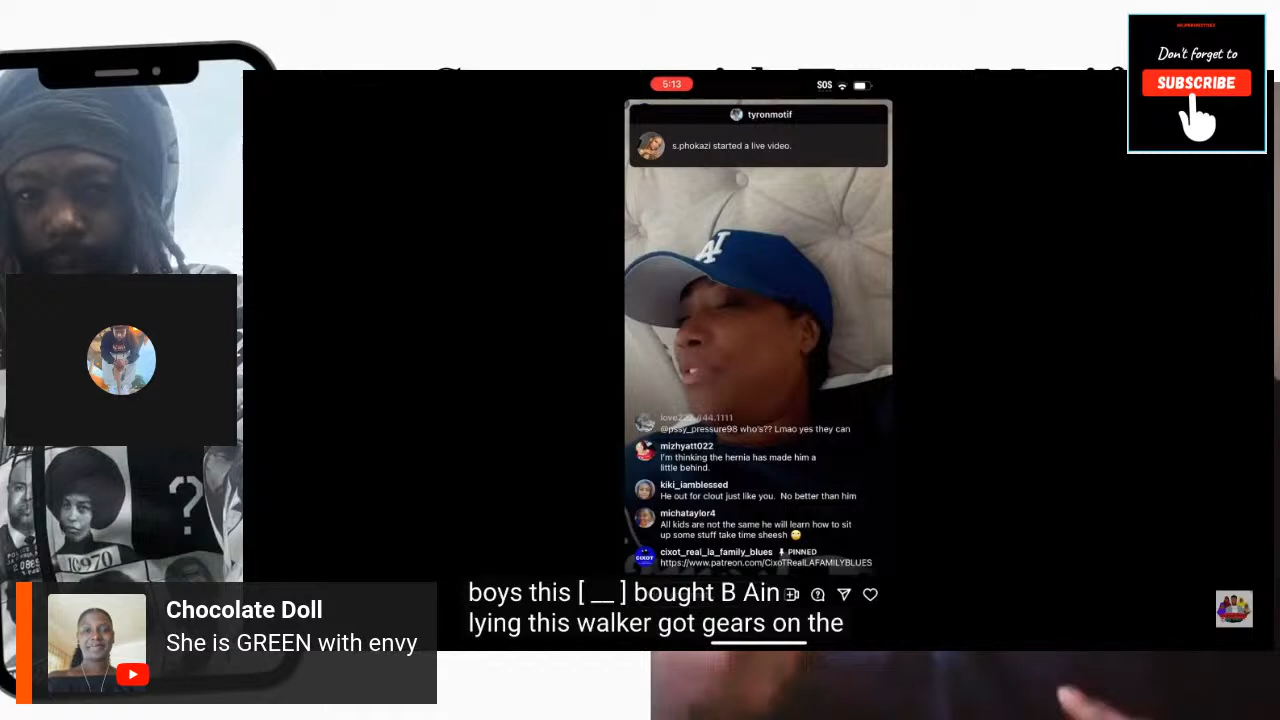 Don't forget to
SUBSCRIBE
5:13
SOS
tyronmotif
s.phokazi started a live video.
LA
@pssy_pressure98 who's?? Lmao yes they can
mizhyatt022
I'm thinking the hernia has made him a
little behind.
kiki_iamblessed
He out for clout just like you. No better than him
michataylor4
All kids are not the same he will learn how to sit
up some stuff take time sheesh 🙄
CIXOT
cixot_real_la_family_blues PINNED
https://www.patreon.com/CixoTRealLAFAMILYBLUES
?
10970
boys this [ __ ] bought B Ain
lying this walker got gears on the
Chocolate Doll
She is GREEN with envy